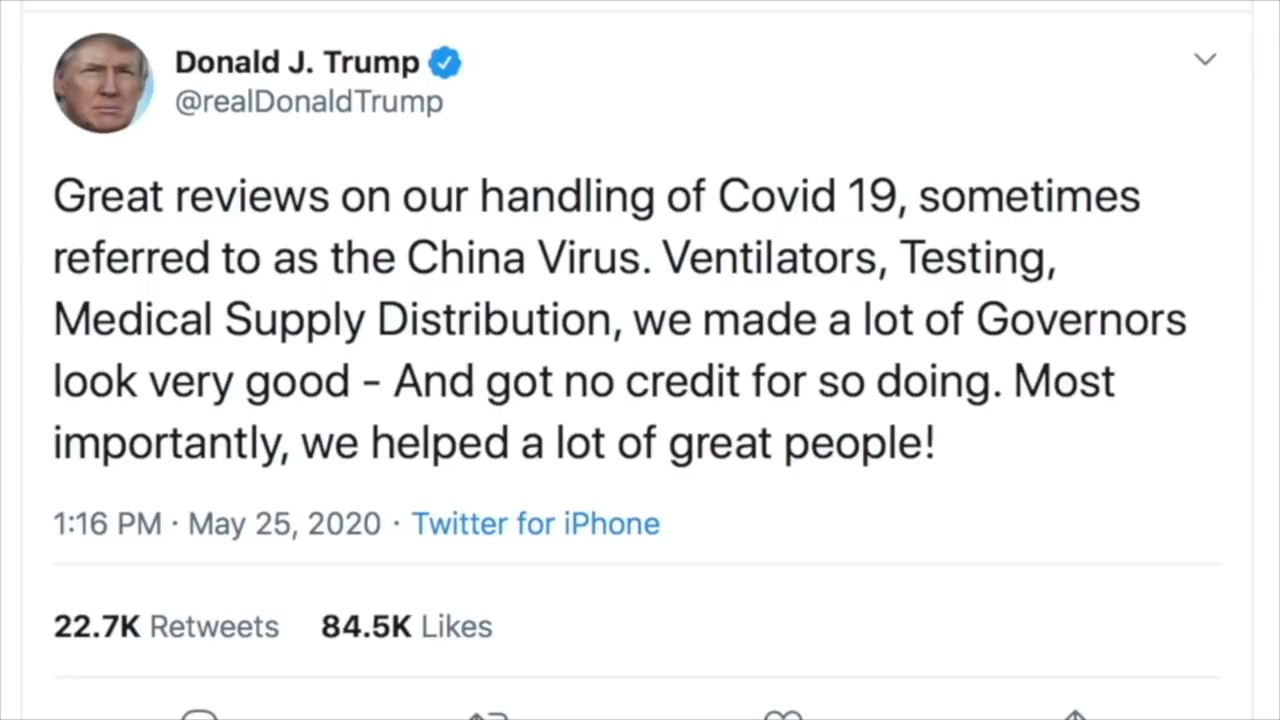 Donald J. Trump
@realDonaldTrump
Great reviews on our handling of Covid 19, sometimes
referred to as the China Virus. Ventilators, Testing,
Medical Supply Distribution, we made a lot of Governors
look very good - And got no credit for so doing. Most
importantly, we helped a lot of great people!
1:16 PM · May 25, 2020 · Twitter for iPhone
22.7K Retweets 84.5K Likes